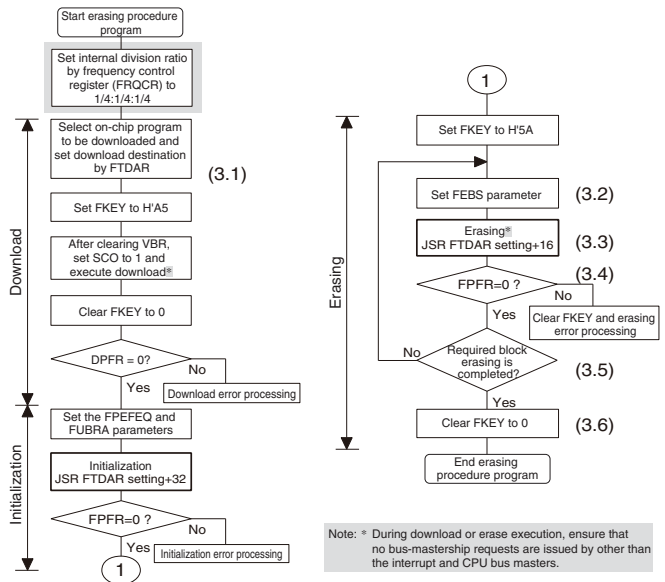 Start erasing procedure
program
Set internal division ratio
by frequency control
register (FRQCR) to
1/4:1/4:1/4
Select on-chip program
to be downloaded and
set download destination
by FTDAR
(3.1)
Set FKEY to H'A5
After clearing VBR,
set SCO to 1 and
execute download*
Clear FKEY to 0
DPFR = 0?
No
Yes
Download error processing
Download
Set the FPEFEQ and
FUBRA parameters
Initialization
JSR FTDAR setting+32
FPFR=0 ?
No
Yes
Initialization error processing
1
Initialization
1
Set FKEY to H'5A
Set FEBS parameter
(3.2)
Erasing*
JSR FTDAR setting+16
(3.3)
(3.4)
FPFR=0 ?
No
Yes
Clear FKEY and erasing
error processing
No
Required block
erasing is
completed?
(3.5)
Yes
Clear FKEY to 0
(3.6)
End erasing
procedure program
Erasing
Note: * During download or erase execution, ensure that
no bus-mastership requests are issued by other than
the interrupt and CPU bus masters.